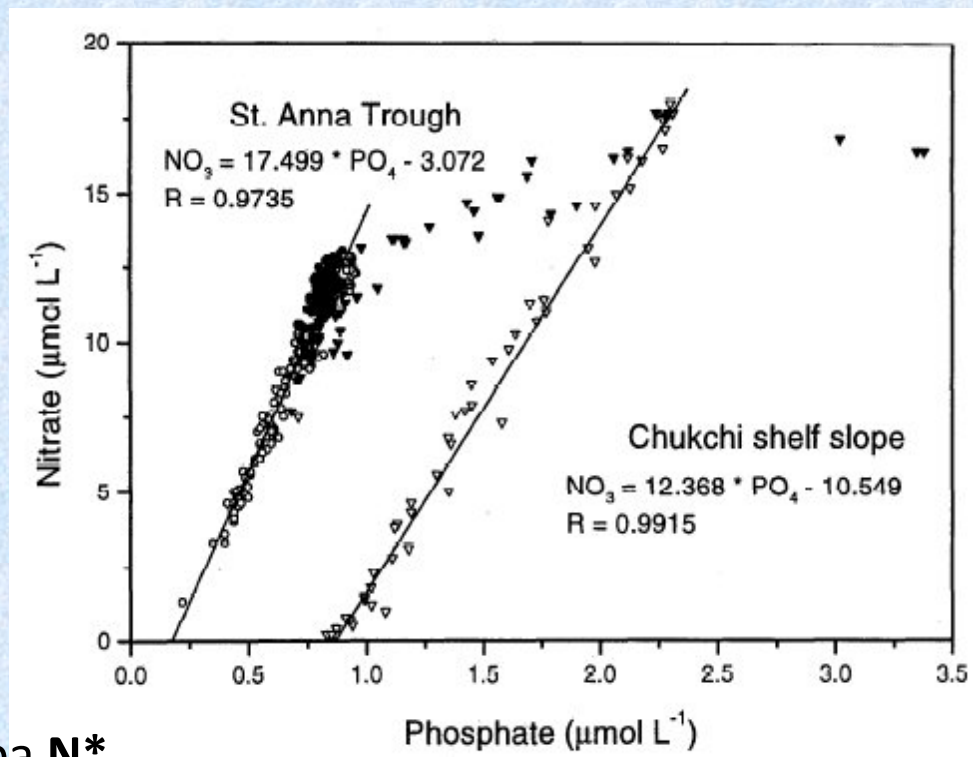 20
15
10
5
0
Nitrate (μmol L⁻¹)
St. Anna Trough
NO₃ = 17.499 * PO₄ - 3.072
R = 0.9735
Chukchi shelf slope
NO₃ = 12.368 * PO₄ - 10.549
R = 0.9915
0.0 0.5 1.0 1.5 2.0 2.5 3.0 3.5
Phosphate (μmol L⁻¹)
N*